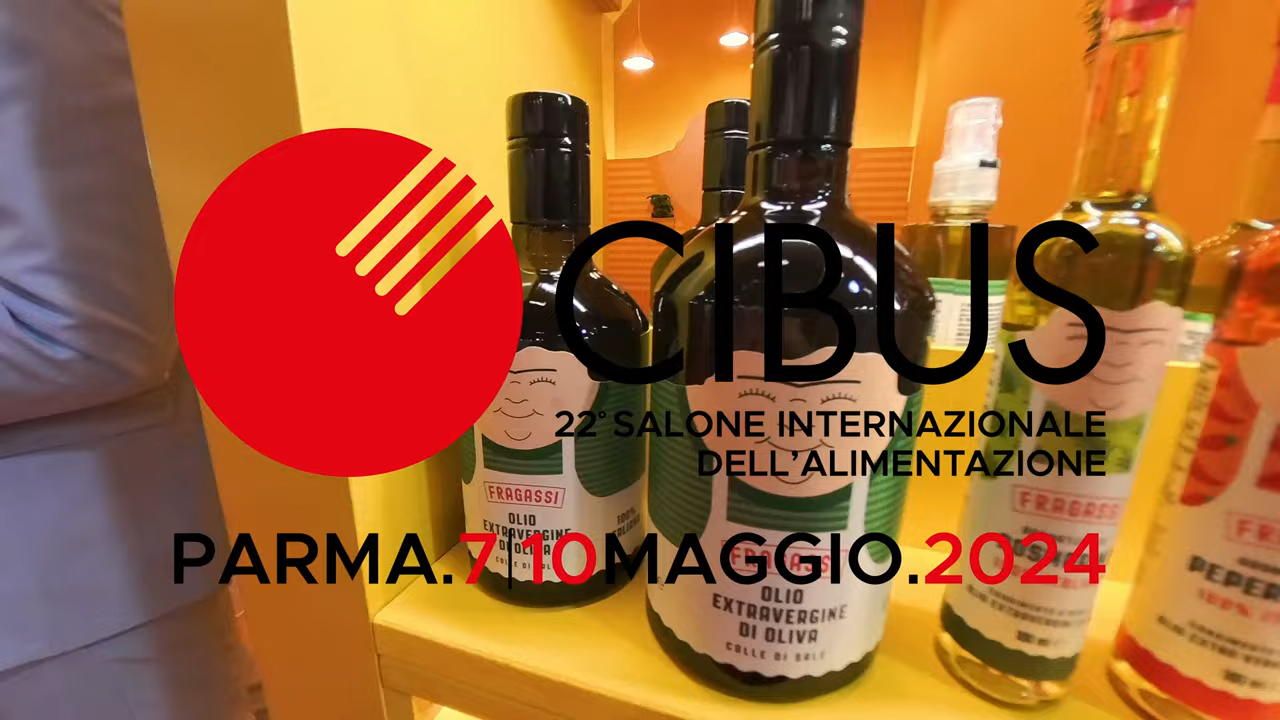 CIBUS
22° SALONE INTERNAZIONALE
DELL'ALIMENTAZIONE
PARMA.7|10MAGGIO.2024
FRAGASSI
OLIO
EXTRAVERGINE
DI OLIVA
100%
FRAGASSI
OLIO
EXTRAVERGINE
DI OLIVA
COLLE DI SALE
FRAGASSI